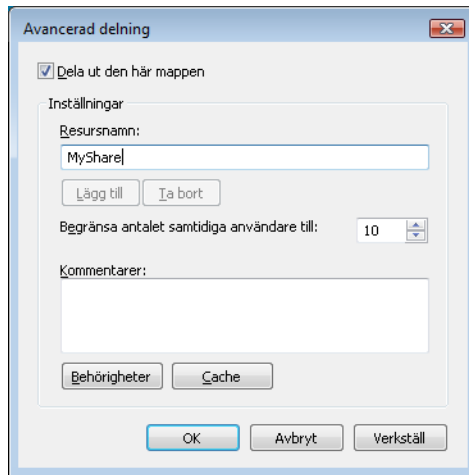 Avancerad delning
Dela ut den här mappen
Inställningar
Resursnamn:
MyShare
Lägg till Ta bort
Begränsa antalet samtidiga användare till: 10
Kommentarer:
Behörigheter Cache
OK Avbryt Verkställ